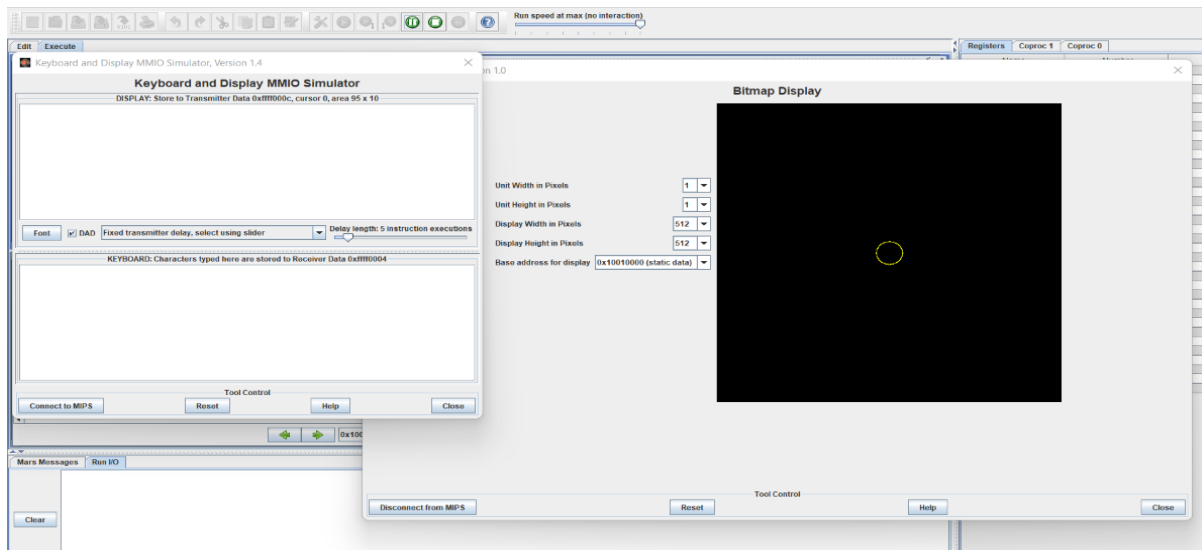 Run speed at max (no interaction)
Edit Execute
Registers Coproc 1 Coproc 0
Keyboard and Display MMIO Simulator, Version 1.4
Keyboard and Display MMIO Simulator
DISPLAY: Store to Transmitter Data 0xffff000c, cursor 0, area 95 x 10
Font DAD Fixed transmitter delay, select using slider Delay length: 5 instruction executions
KEYBOARD: Characters typed here are stored to Receiver Data 0xffff0004
Tool Control
Connect to MIPS Reset Help Close
1.0
Bitmap Display
Unit Width in Pixels 1
Unit Height in Pixels 1
Display Width in Pixels 512
Display Height in Pixels 512
Base address for display 0x10010000 (static data)
Tool Control
Disconnect from MIPS Reset Help Close
0x100
Mars Messages Run I/O
Clear